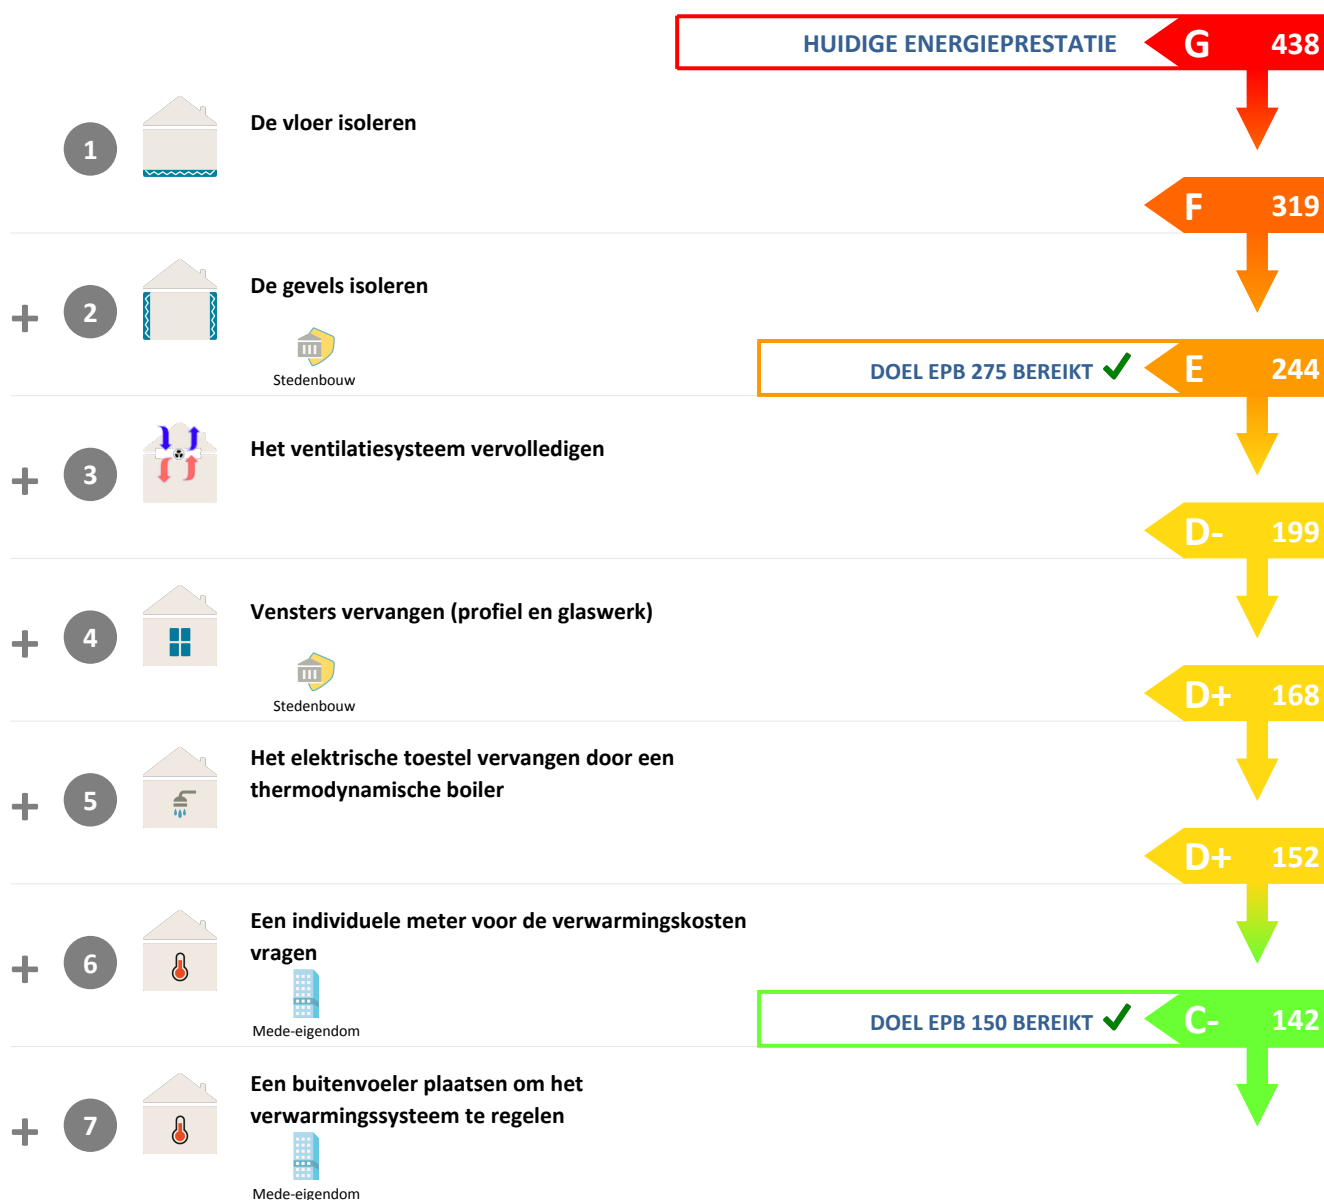 HUIDIGE ENERGIEPRESTATIE G 438
1 De vloer isoleren
F 319
+ 2 De gevels isoleren
Stedenbouw
DOEL EPB 275 BEREIKT ✓ E 244
+ 3 Het ventilatiesysteem vervolledigen
D- 199
+ 4 Vensters vervangen (profiel en glaswerk)
Stedenbouw
D+ 168
+ 5 Het elektrische toestel vervangen door een
thermodynamische boiler
D+ 152
+ 6 Een individuele meter voor de verwarmingskosten
vragen
Mede-eigendom
DOEL EPB 150 BEREIKT ✓ C- 142
+ 7 Een buitenvoeler plaatsen om het
verwarmingssysteem te regelen
Mede-eigendom